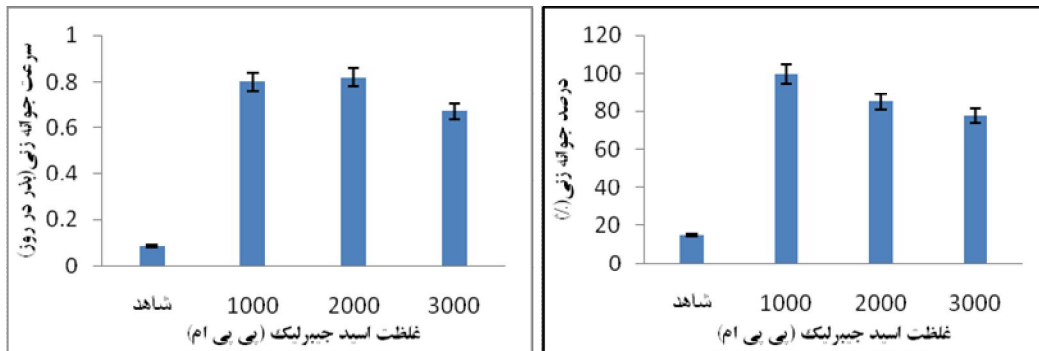 سرعت جوانه زنی(بذر در روز)
1
0.8
0.6
0.4
0.2
0
شاهد 1000 2000 3000
غلظت اسید جیبرلیک (پی پی ام)
درصد جوانه زنی(%)
120
100
80
60
40
20
0
شاهد 1000 2000 3000
غلظت اسید جیبرلیک (پی پی ام)